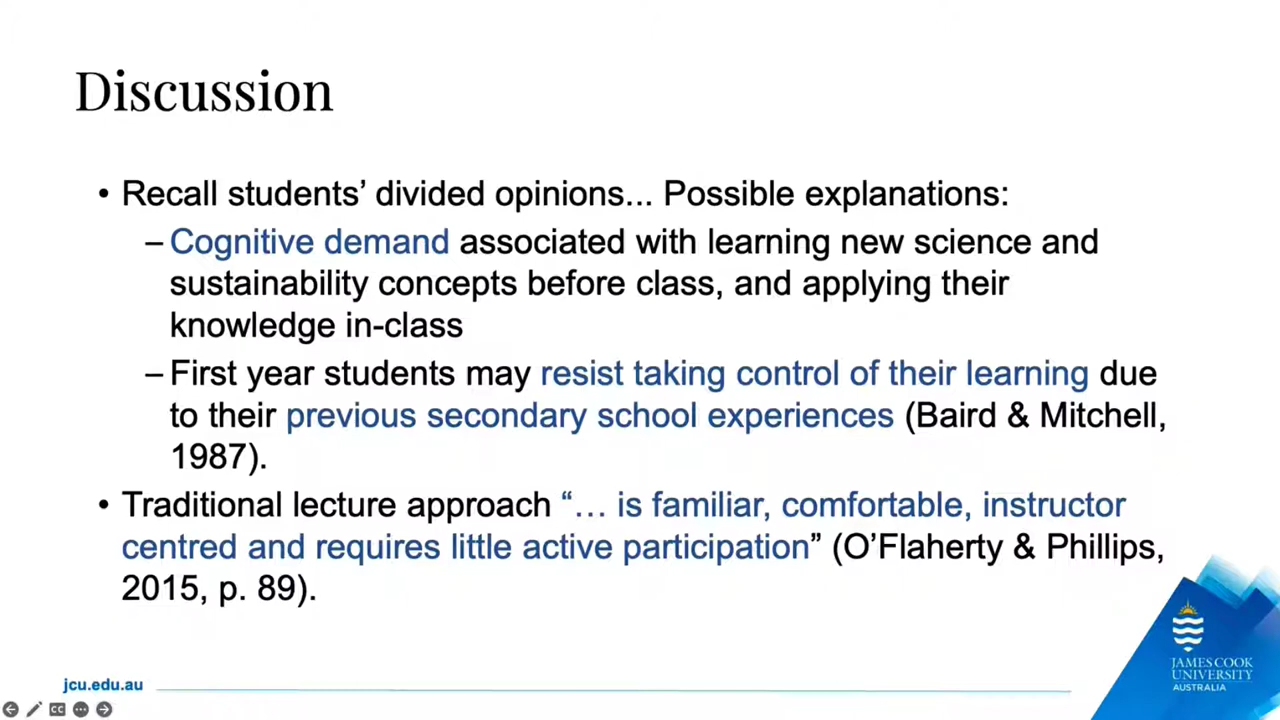 Discussion
• Recall students’ divided opinions... Possible explanations:
– Cognitive demand associated with learning new science and
sustainability concepts before class, and applying their
knowledge in-class
– First year students may resist taking control of their learning due
to their previous secondary school experiences (Baird & Mitchell,
1987).
• Traditional lecture approach “… is familiar, comfortable, instructor
centred and requires little active participation” (O’Flaherty & Phillips,
2015, p. 89).
JAMES COOK
UNIVERSITY
AUSTRALIA
jcu.edu.au
CC